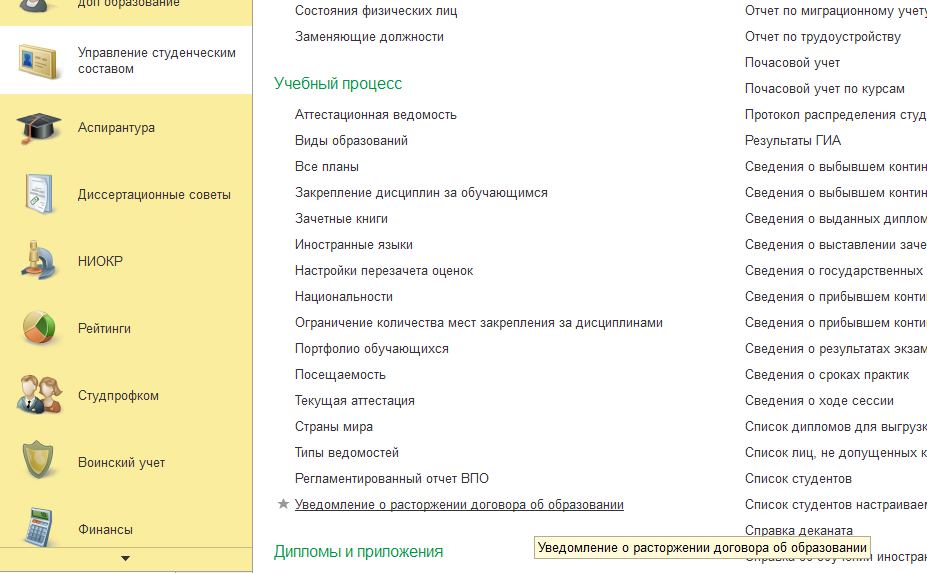 доп образование
Управление студенческим
составом
Аспирантура
Диссертационные советы
НИОКР
Рейтинги
Студпрофком
Воинский учет
Финансы
Состояния физических лиц
Заменяющие должности
Учебный процесс
Аттестационная ведомость
Виды образований
Все планы
Закрепление дисциплин за обучающимся
Зачетные книги
Иностранные языки
Настройки перезачета оценок
Национальности
Ограничение количества мест закрепления за дисциплинами
Портфолио обучающихся
Посещаемость
Текущая аттестация
Страны мира
Типы ведомостей
Регламентированный отчет ВПО
Уведомление о расторжении договора об образовании
Дипломы и приложения
Отчет по миграционному учету
Отчет по трудоустройству
Почасовой учет
Почасовой учет по курсам
Протокол распределения студ
Результаты ГИА
Сведения о выбывшем контин
Сведения о выбывшем контин
Сведения о выданных диплом
Сведения о выставлении заче
Сведения о государственных
Сведения о прибывшем конти
Сведения о прибывшем конти
Сведения о результатах экзам
Сведения о сроках практик
Сведения о ходе сессии
Список дипломов для выгрузк
Список лиц, не допущенных к
Список студентов
Список студентов настраиваем
Справка деканата
Уведомление о расторжении договора об образовании
Справка об обучении иностран